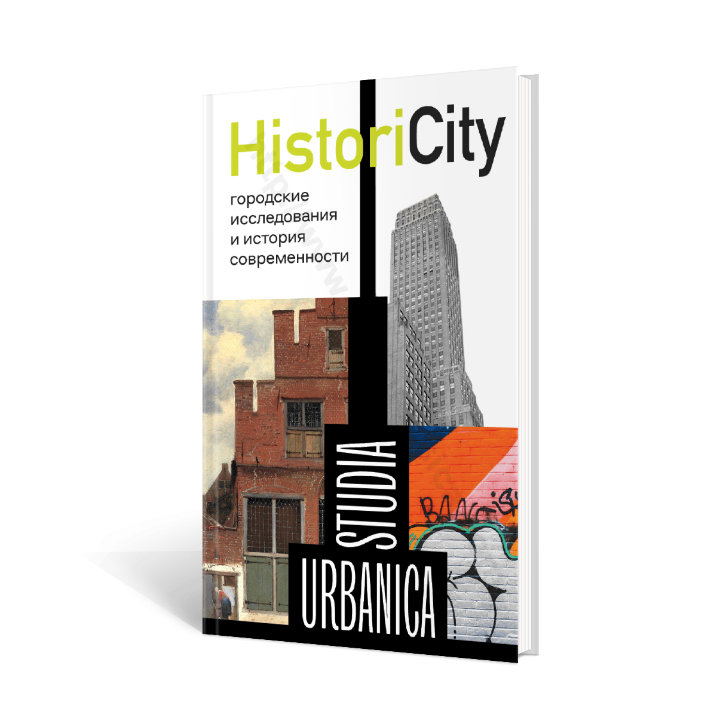 HistoriCity
городские
исследования
и история
современности
STUDIA
URBANICA